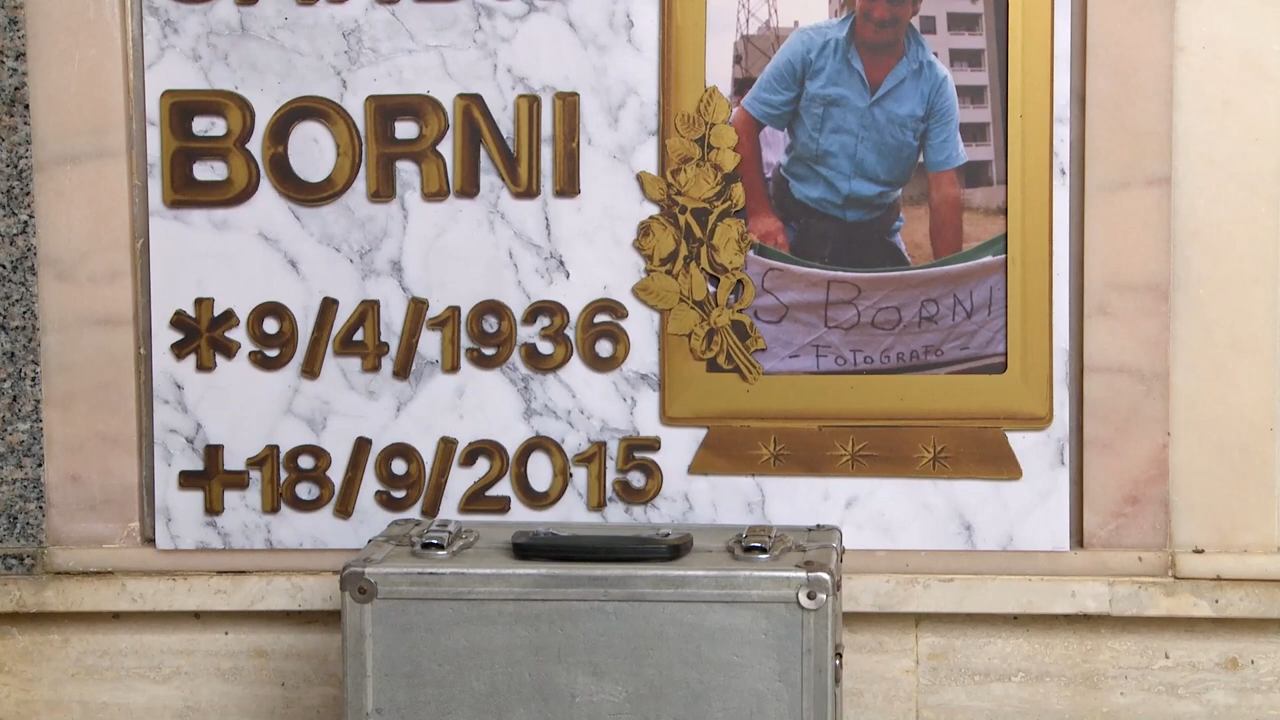 BORNI
*9/4/1936
+18/9/2015
S BORNI
- FOTOGRAFO -